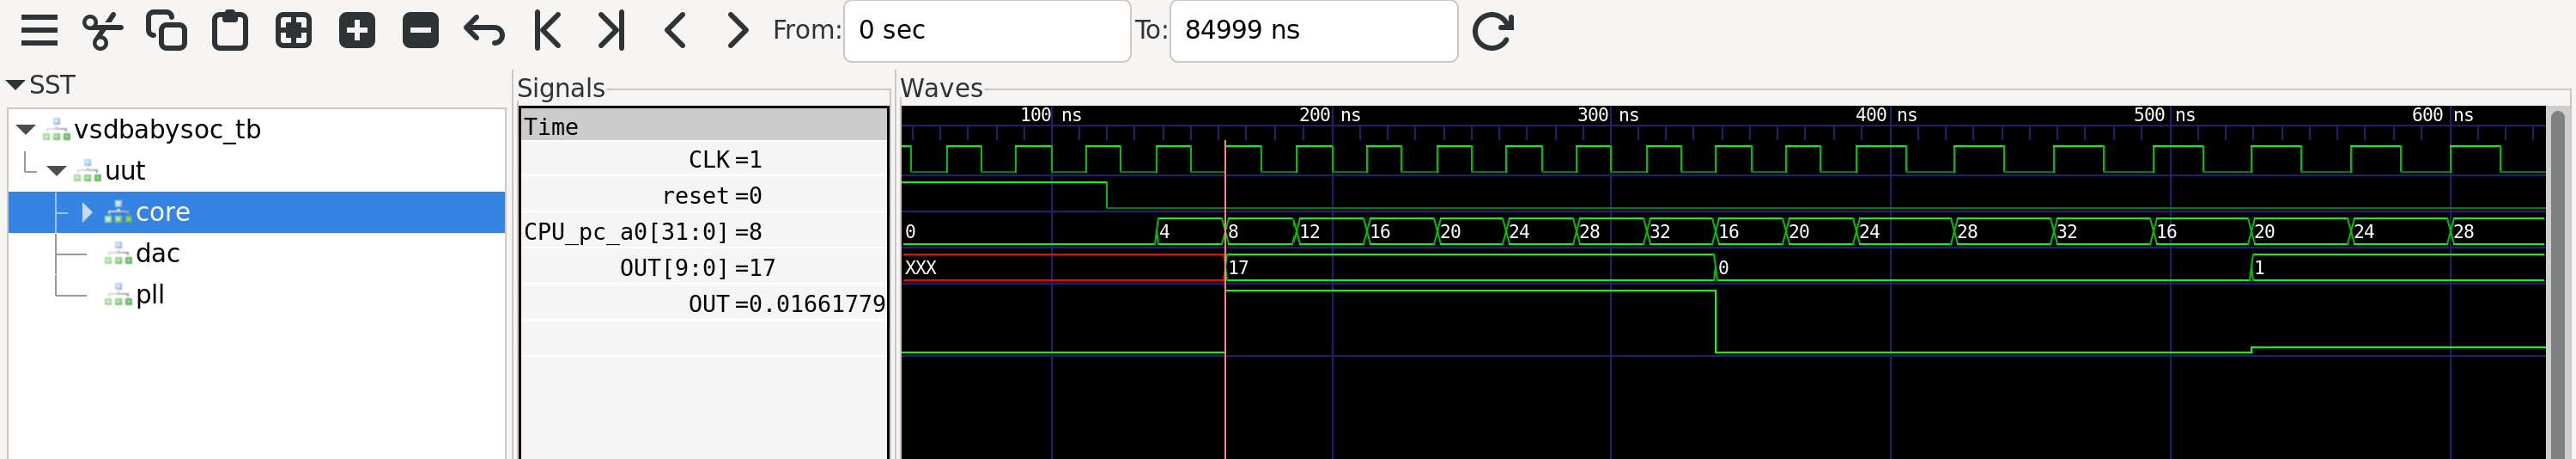 From: 0 sec To: 84999 ns
SST
vsdbabysoc_tb
uut
core
dac
pll
Signals
Time
CLK =1
reset =0
CPU_pc_a0[31:0] =8
OUT[9:0] =17
OUT =0.01661779
Waves
100 ns 200 ns 300 ns 400 ns 500 ns 600 ns
0 4 8 12 16 20 24 28 32 16 20 24 28 32 16 20 24 28
XXX 17 0 1